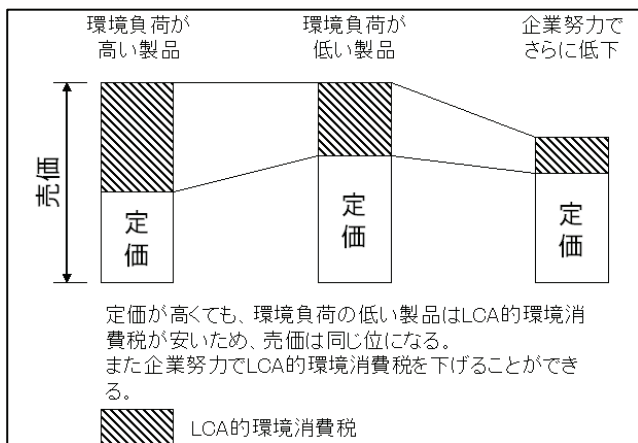 環境負荷が
高い製品
環境負荷が
低い製品
企業努力で
さらに低下
売価
定価
定価
定価
定価が高くても、環境負荷の低い製品はLCA的環境消
費税が安いため、売価は同じ位になる。
また企業努力でLCA的環境消費税を下げることができ
る。
LCA的環境消費税